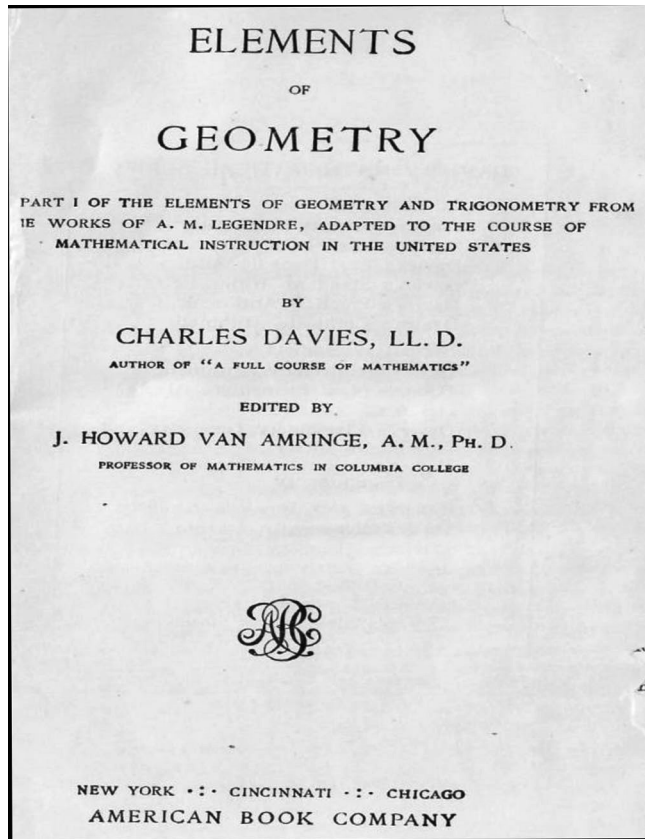 ELEMENTS
OF
GEOMETRY
PART I OF THE ELEMENTS OF GEOMETRY AND TRIGONOMETRY FROM
WORKS OF A. M. LEGENDRE, ADAPTED TO THE COURSE OF
MATHEMATICAL INSTRUCTION IN THE UNITED STATES
BY
CHARLES DAVIES, LL. D.
AUTHOR OF "A FULL COURSE OF MATHEMATICS"
EDITED BY
J. HOWARD VAN AMRINGE, A. M., PH. D.
PROFESSOR OF MATHEMATICS IN COLUMBIA COLLEGE
ABC
NEW YORK ·:· CINCINNATI ·:· CHICAGO
AMERICAN BOOK COMPANY